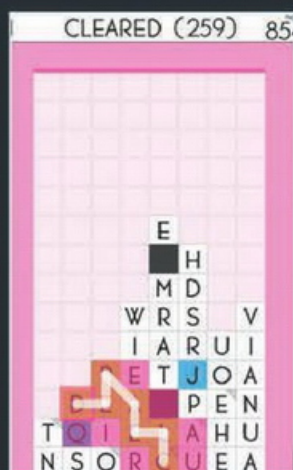 CLEARED (259) 85
E
H
M D
W R S V
I A R U I
R E T J O A
D E P E N
T Q I E L A H U
N S O R C U E A